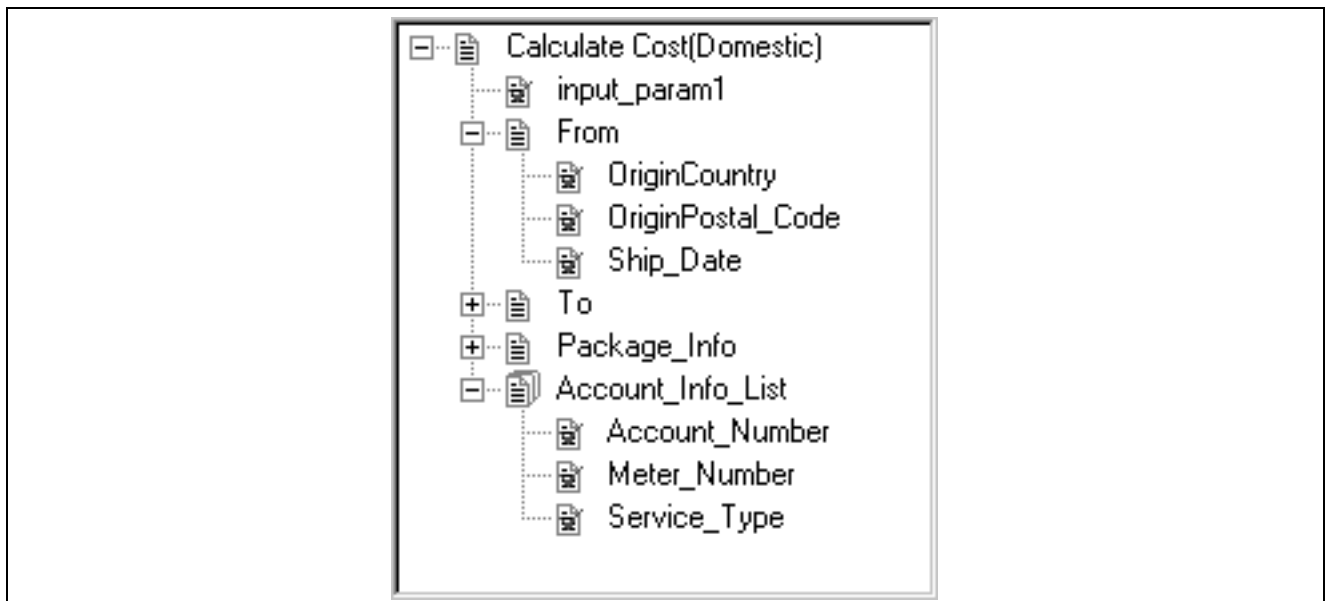 Calculate Cost(Domestic)
input_param1
From
OriginCountry
OriginPostal_Code
Ship_Date
To
Package_Info
Account_Info_List
Account_Number
Meter_Number
Service_Type